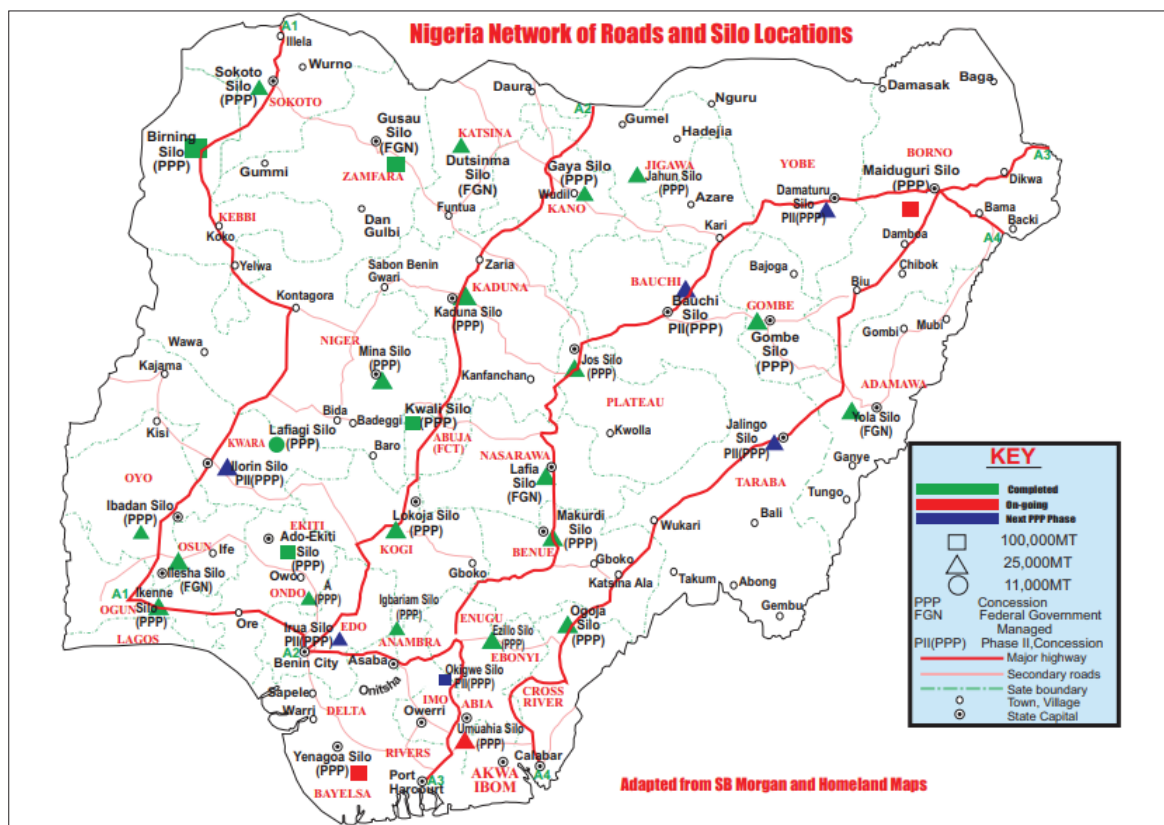 Nigeria Network of Roads and Silo Locations
A1
Illela
Wurno
Sokoto
Silo
(PPP)
SOKOTO
Daura
A2
Damasak
Baga
Nguru
Gumel
Hadejia
Birning
Silo
(PPP)
Gusau
Silo
(FGN)
KATSINA
Dutsinma
Silo
(FGN)
Gummi
ZAMFARA
Gaya Silo
(PPP)
Wudil
KANO
JIGAWA
Jahun Silo
(PPP)
Azare
YOBE
Damaturu
Silo
PII(PPP)
BORNO
Maiduguri Silo
(PPP)
A3
Dikwa
Bama
Backi
A4
KEBBI
Koko
Dan
Gulbi
Funtua
Kari
Damboa
Chibok
Yelwa
Sabon Benin
Gwari
Zaria
Bajoga
BAUCHI
Bauchi
Silo
PII(PPP)
Biu
Kontagora
KADUNA
Kaduna Silo
(PPP)
GOMBE
Gombe
Silo
(PPP)
Gombi
Mubi
Wawa
Kajama
NIGER
Mina Silo
(PPP)
Kanfanchan
Jos Silo
(PPP)
ADAMAWA
Yola Silo
(FGN)
PLATEAU
Kisi
Bida
Badeggi
Kwali Silo
(PPP)
ABUJA
(FCT)
Kwolla
Jalingo
Silo
PII(PPP)
KWARA
Lafiagi Silo
(PPP)
Baro
NASARAWA
Lafia
Silo
(FGN)
Ganye
TARABA
Ilorin Silo
PII(PPP)
OYO
Ibadan Silo
(PPP)
Lokoja Silo
(PPP)
KOGI
Makurdi
Silo
(PPP)
BENUE
Wukari
Bali
Tungo
EKITI
Ado-Ekiti
Silo
(PPP)
OSUN
Ife
Ilesha Silo
(FGN)
Owo
A
(PPP)
ONDO
Gboko
Gboko
Katsina Ala
Takum
Abong
Gembu
A1
Ikenne
Silo
(PPP)
OGUN
LAGOS
Ore
Irua Silo
PII(PPP)
EDO
A2
Benin City
Igbariam Silo
(PPP)
ANAMBRA
ENUGU
Ezillo Silo
(PPP)
EBONYI
Ogoja
Silo
(PPP)
Asaba
Onitsha
Okigwe Silo
PII(PPP)
Sapele
Warri
DELTA
IMO
Owerri
ABIA
Umuahia Silo
(PPP)
CROSS
RIVER
Yenagoa Silo
(PPP)
BAYELSA
RIVERS
Port
Harcourt
A3
AKWA
IBOM
Calabar
A4
KEY
Completed
On-going
Next PPP Phase
100,000MT
25,000MT
11,000MT
PPP Concession
FGN Federal Government
Managed
PII(PPP) Phase II,Concession
Major highway
Secondary roads
Sate boundary
Town, Village
State Capital
Adapted from SB Morgan and Homeland Maps